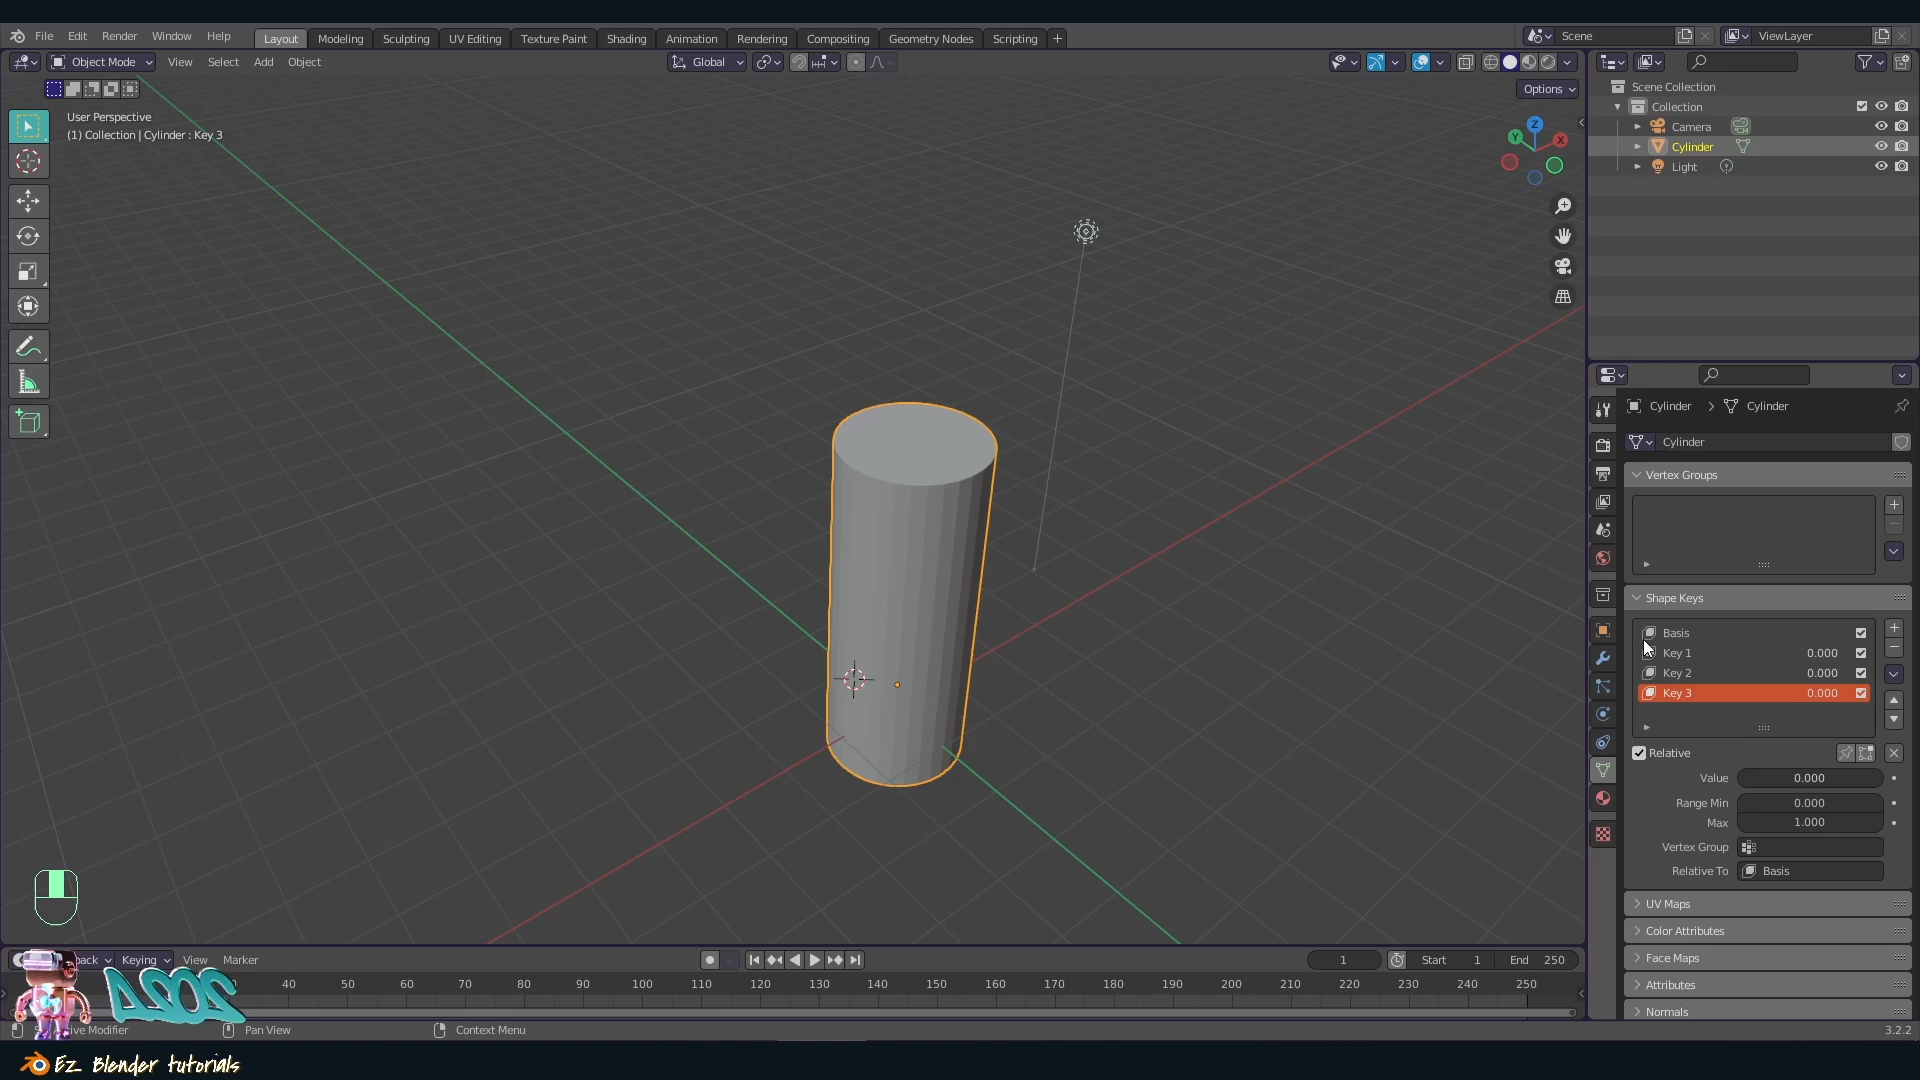 File Edit Render Window Help Layout Modeling Sculpting UV Editing Texture Paint Shading Animation Rendering Compositing Geometry Nodes Scripting + Scene ViewLayer
Object Mode View Select Add Object Global
Options
User Perspective
(1) Collection | Cylinder : Key 3
Z
Y
X
Scene Collection
Collection
Camera
Cylinder
Light
Cylinder > Cylinder
Cylinder
Vertex Groups
Shape Keys
Basis
Key 1 0.000
Key 2 0.000
Key 3 0.000
Relative
Value 0.000
Range Min 0.000
Max 1.000
Vertex Group
Relative To Basis
UV Maps
Color Attributes
Face Maps
Attributes
Normals
Keying View Marker 1 Start 1 End 250
40 50 60 70 80 90 100 110 120 130 140 150 160 170 180 190 200 210 220 230 240 250
Modifier Pan View Context Menu 3.2.2
Ez Blender tutorials